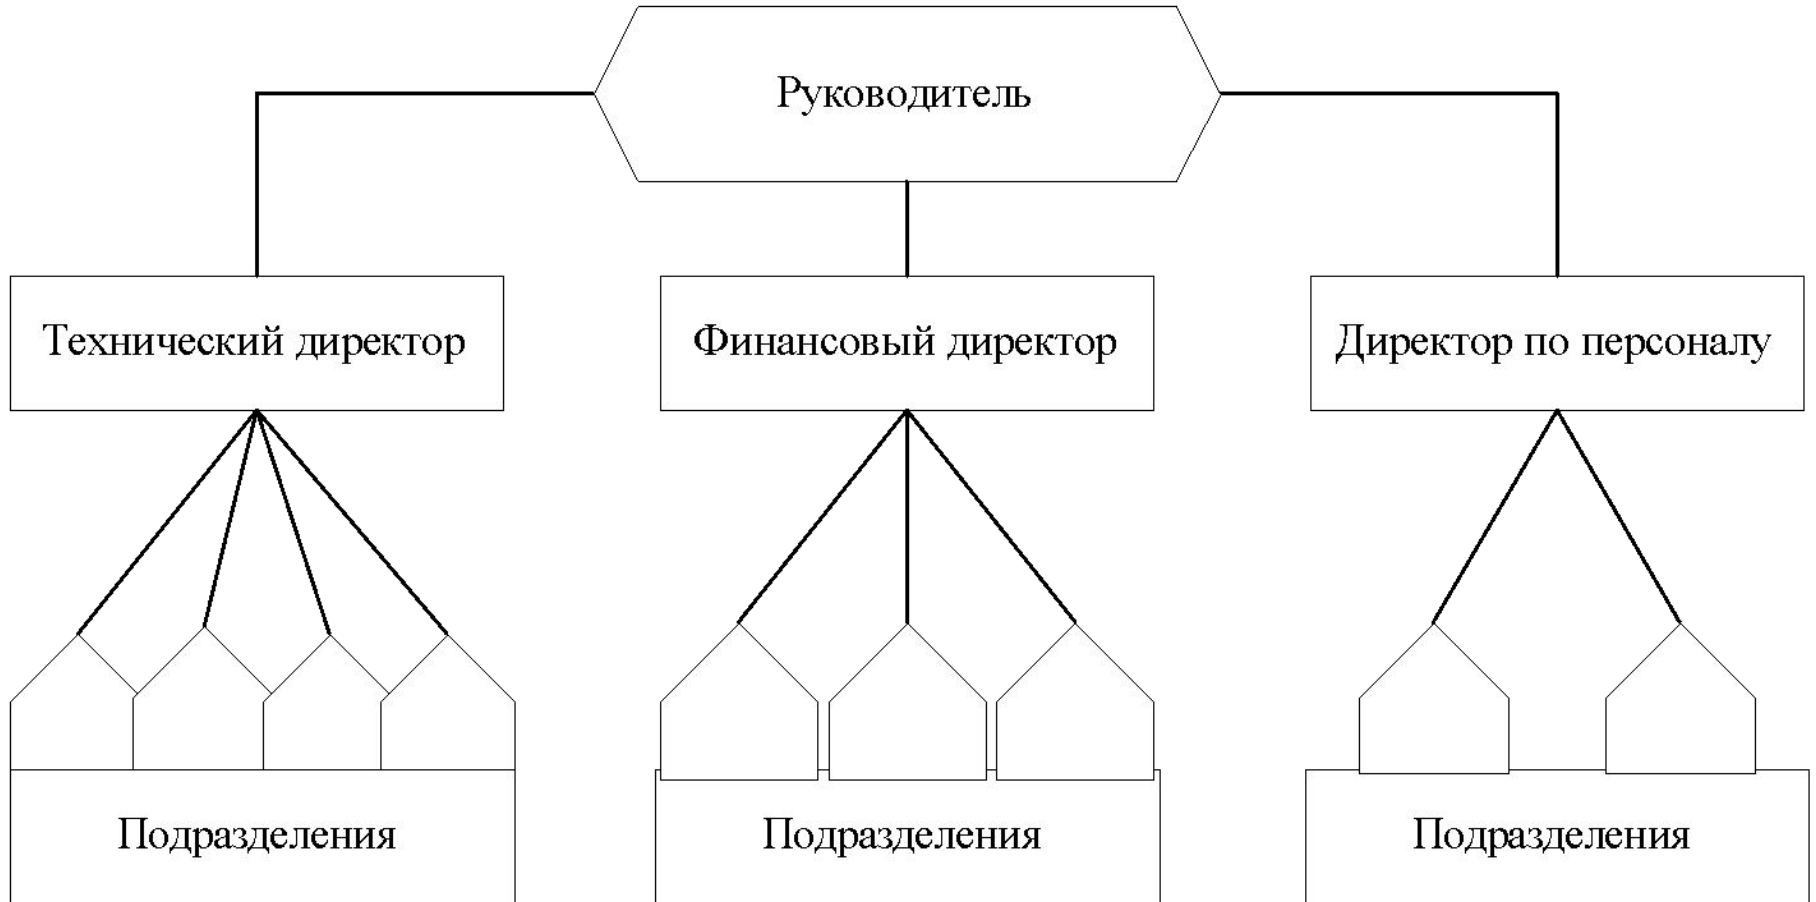 Руководитель
Технический директор
Финансовый директор
Директор по персоналу
Подразделения
Подразделения
Подразделения